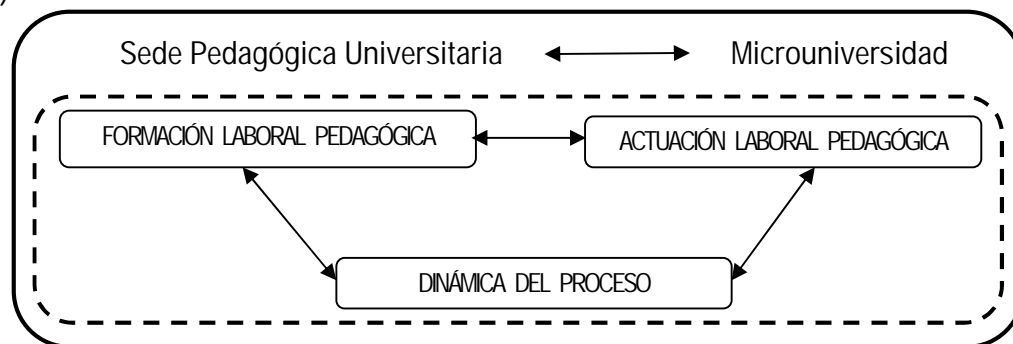 )
Sede Pedagógica Universitaria Microuniversidad
FORMACIÓN LABORAL PEDAGÓGICA ACTUACIÓN LABORAL PEDAGÓGICA
DINÁMICA DEL PROCESO